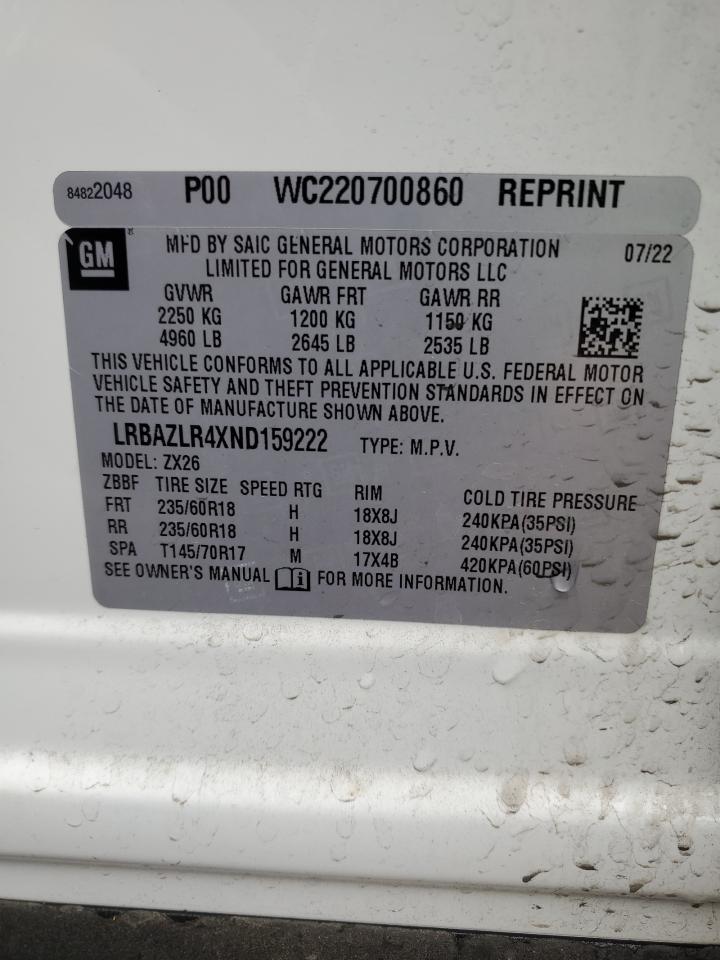 84822048 P00 WC220700860 REPRINT
GM ® MFD BY SAIC GENERAL MOTORS CORPORATION 07/22
LIMITED FOR GENERAL MOTORS LLC
GVWR GAWR FRT GAWR RR
2250 KG 1200 KG 1150 KG
4960 LB 2645 LB 2535 LB
THIS VEHICLE CONFORMS TO ALL APPLICABLE U.S. FEDERAL MOTOR
VEHICLE SAFETY AND THEFT PREVENTION STANDARDS IN EFFECT ON
THE DATE OF MANUFACTURE SHOWN ABOVE.
LRBAZLR4XND159222 TYPE: M.P.V.
MODEL: ZX26
ZBBF TIRE SIZE SPEED RTG RIM COLD TIRE PRESSURE
FRT 235/60R18 H 18X8J 240KPA(35PSI)
RR 235/60R18 H 18X8J 240KPA(35PSI)
SPA T145/70R17 M 17X4B 420KPA(60PSI)
SEE OWNER'S MANUAL FOR MORE INFORMATION.